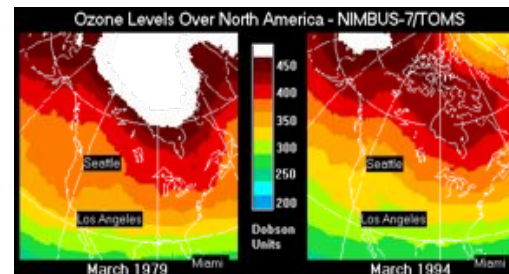 Ozone Levels Over North America - NIMBUS-7/TOMS
450
400
350
300
250
200
Dobson
Units
Seattle
Los Angeles
Miami
March 1979
Seattle
Los Angeles
Miami
March 1994